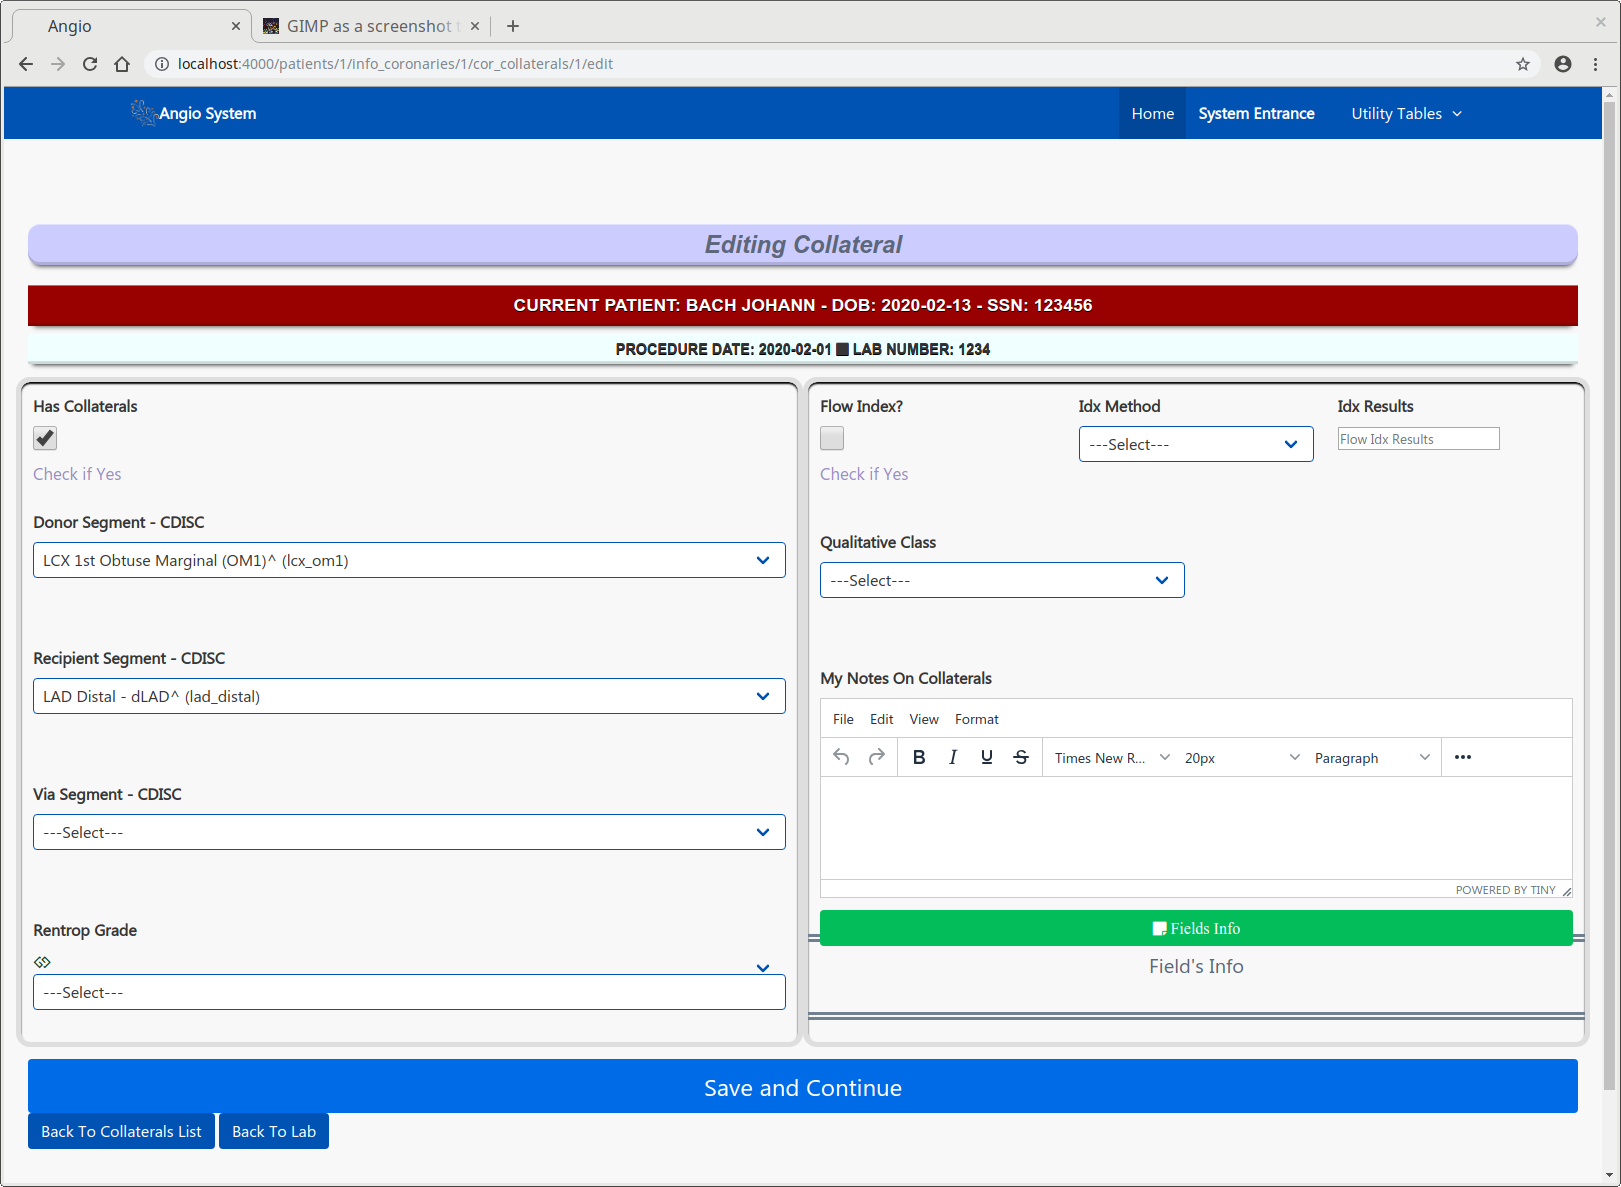 Angio
GIMP as a screenshot t
localhost:4000/patients/1/info_coronaries/1/cor_collaterals/1/edit
Angio System
Home
System Entrance
Utility Tables
Editing Collateral
CURRENT PATIENT: BACH JOHANN - DOB: 2020-02-13 - SSN: 123456
PROCEDURE DATE: 2020-02-01 LAB NUMBER: 1234
Has Collaterals
Check if Yes
Donor Segment - CDISC
LCX 1st Obtuse Marginal (OM1)^ (lcx_om1)
Recipient Segment - CDISC
LAD Distal - dLAD^ (lad_distal)
Via Segment - CDISC
---Select---
Rentrop Grade
---Select---
Flow Index?
Check if Yes
Idx Method
---Select---
Idx Results
Flow Idx Results
Qualitative Class
---Select---
My Notes On Collaterals
File Edit View Format
B I U S Times New R... 20px Paragraph
POWERED BY TINY
Fields Info
Field's Info
Save and Continue
Back To Collaterals List
Back To Lab